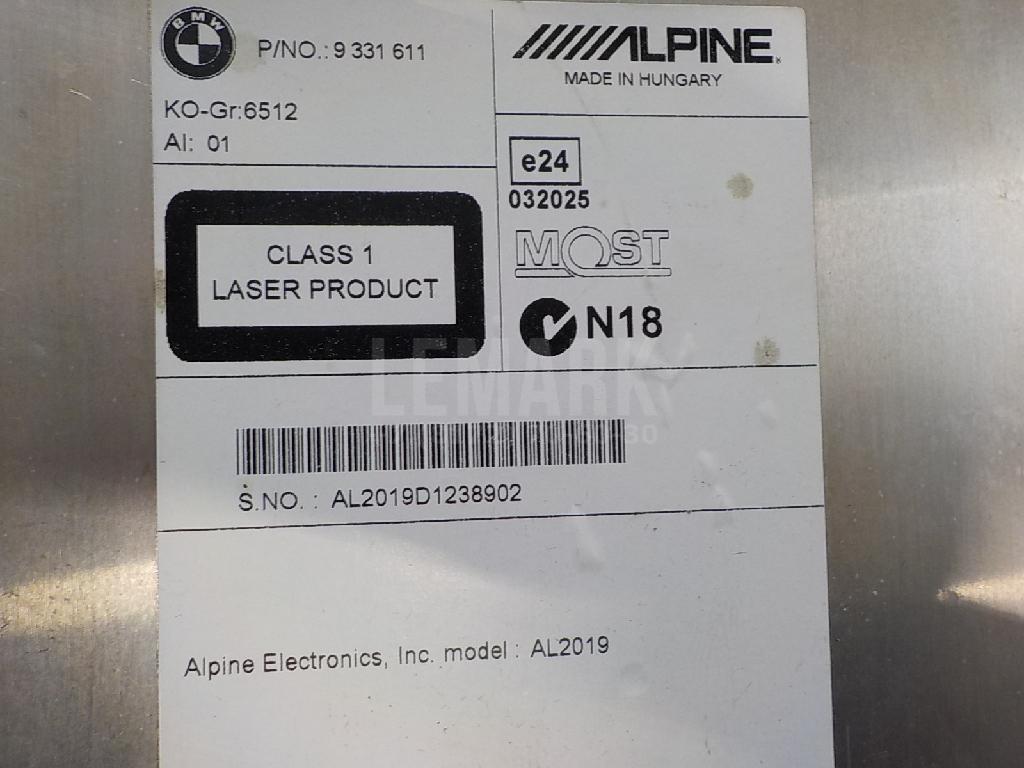 BMW
P/NO.: 9 331 611
KO-Gr:6512
AI: 01
ALPINE
MADE IN HUNGARY
e24
032025
MOST
N18
CLASS 1
LASER PRODUCT
LEMARK
S.NO. : AL2019D1238902
Alpine Electronics, Inc. model : AL2019